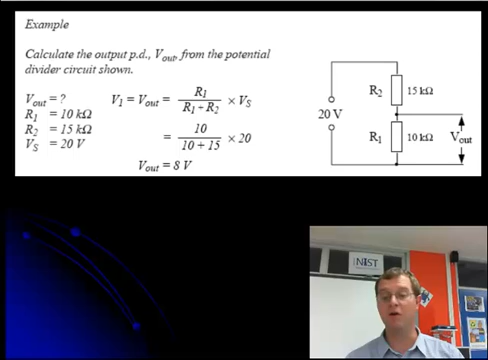 Example
Calculate the output p.d., Vout, from the potential
divider circuit shown.
Vout = ?
R1 = 10 kΩ
R2 = 15 kΩ
VS = 20 V
V1 = Vout = R1 / R1 + R2 × VS
= 10 / 10 + 15 × 20
Vout = 8 V
R2 15 kΩ
20 V
R1 10 kΩ Vout
NIST